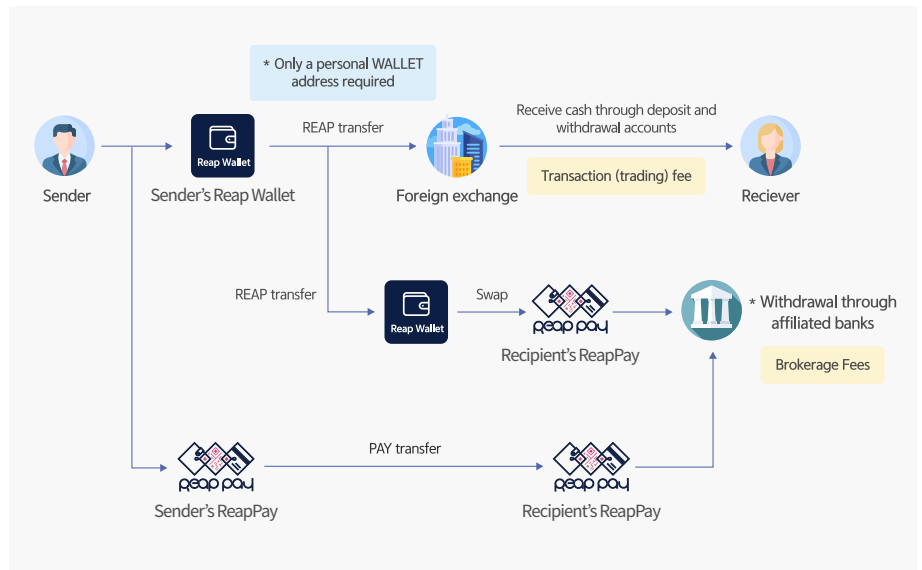 * Only a personal WALLET
address required
REAP transfer
Receive cash through deposit and
withdrawal accounts
Reap Wallet
Transaction (trading) fee
Sender
Sender's Reap Wallet
Foreign exchange
Reciever
REAP transfer
Swap
* Withdrawal through
affiliated banks
Reap Wallet
reap pay
Recipient's ReapPay
Brokerage Fees
PAY transfer
reap pay
reap pay
Sender's ReapPay
Recipient's ReapPay